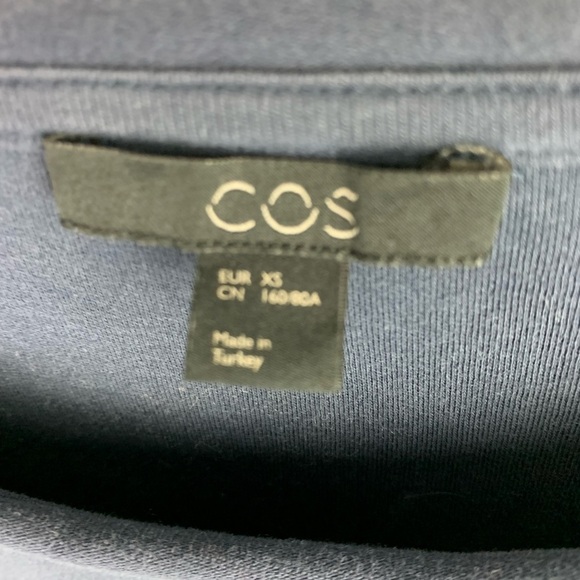 COS
EUR XS
CN 160/80A
Made in
Turkey